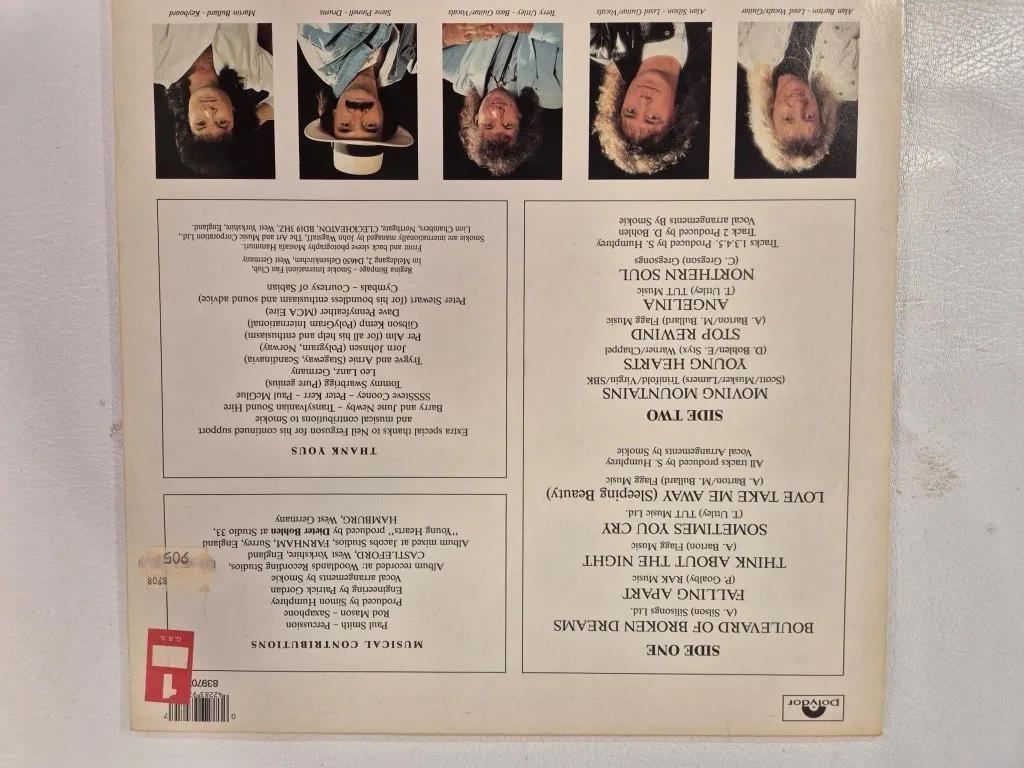 polydor
0 42283 97
7
83970
1
G.R.S.
8908
905
SIDE ONE
BOULEVARD OF BROKEN DREAMS
(A. Silson) Silsongs Ltd.
FALLING APART
(P. Goalby) RAK Music
THINK ABOUT THE NIGHT
(A. Barton) Flagg Music
SOMETIMES YOU CRY
(T. Uttley) TUT Music Ltd.
LOVE TAKE ME AWAY (Sleeping Beauty)
(A. Barton/M. Bullard) Flagg Music
All tracks produced by S. Humphrey
Vocal Arrangements by Smokie
SIDE TWO
MOVING MOUNTAINS
(Scott/Musker/Lamers) Trinifold/Virgin/SBK
YOUNG HEARTS
(D. Bohlen/E. Styx) Warner/Chappel
STOP REWIND
(A. Barton/M. Bullard) Flagg Music
ANGELINA
(T. Uttley) TUT Music
NORTHERN SOUL
(C. Gregson) Gregsongs
Tracks 1.3.4.5. Produced by S. Humphrey
Track 2 Produced by D. Bohlen
Vocal arrangements By Smokie
MUSICAL CONTRIBUTIONS
Paul Smith – Percussion
Rod Mason – Saxaphone
Produced by Simon Humphrey
Engineering by Patrick Gordan
Vocal arrangements by Smokie
Album recorded at: Woodlands Recording Studios,
CASTLEFORD, West Yorkshire, England
Album mixed at Jacobs Studios, FARNHAM, Surrey, England
"Young Hearts" produced by Dieter Bohlen at Studio 33,
HAMBURG, West Germany
THANK YOUS
Extra special thanks to Neil Ferguson for his continued support
and musical contributions to Smokie
Barry and June Newby – Transylvanian Sound Hire
SSSSteve Cooney – Peter Kerr – Paul McGlue
Tommy Swarbrigg (Pure genius)
Leo Lanz, Germany
Trygve and Arnie (Stageway, Scandinavia)
Jorn Johnsen (Polygram, Norway)
Per Alm (for all his help and enthusiasm)
Gibson Kemp (PolyGram International)
Dave Pennyfeather (MCA Eire)
Peter Stewart (for his boundless enthusiasm and sound advice)
Cymbals – Courtesy of Sabian
Regina Bimpage - Smokie Internationl Fan Club,
Im Meldgang 2, D4650 Gelsenkirchen, West Germany
Front and back sleeve photography Mostafa Hammuri.
Smokie are internationally managed by John Wagstaff, The Art and Music Corporation Ltd.,
Lion Chambers, Northgate, CLECKHEATON, BD19 3HZ, West Yorkshire, England.
Alan Barton - Lead Vocals/Guitar
Alan Silson - Lead Guitar/Vocals
Terry Uttley - Bass Guitar/Vocals
Steve Pinnell - Drums
Martin Bullard - Keyboard